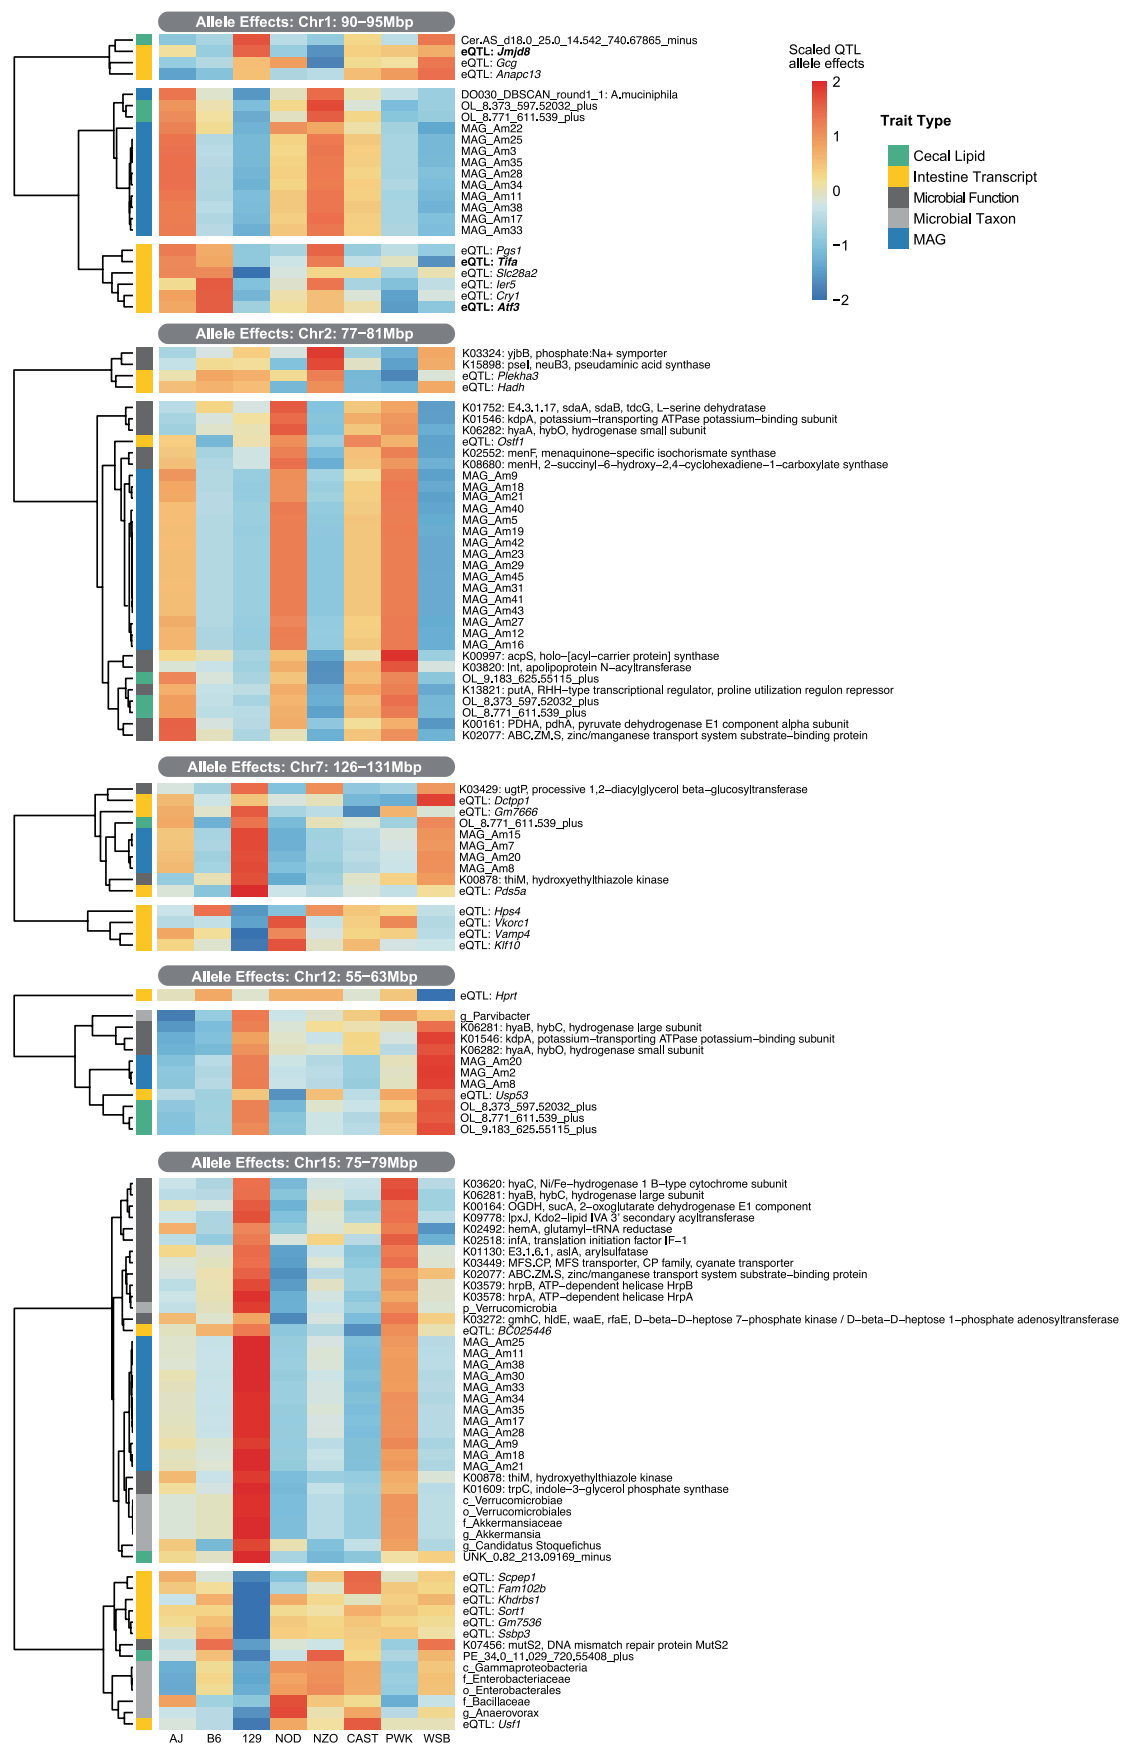 Allele Effects: Chr1: 90–95Mbp
Cer.AS_d18.0_25.0_14.542_740.67865_minus
eQTL: Jmjd8
eQTL: Gcg
eQTL: Anapc13
DO030_DBSCAN_round1_1: A.muciniphila
OL_8.373_597.52032_plus
OL_8.771_611.539_plus
MAG_Am22
MAG_Am25
MAG_Am3
MAG_Am35
MAG_Am28
MAG_Am34
MAG_Am11
MAG_Am38
MAG_Am17
MAG_Am33
eQTL: Pgs1
eQTL: Tifa
eQTL: Slc28a2
eQTL: Ier5
eQTL: Cry1
eQTL: Atf3
Scaled QTL
allele effects
2
1
0
−1
−2
Trait Type
Cecal Lipid
Intestine Transcript
Microbial Function
Microbial Taxon
MAG
Allele Effects: Chr2: 77–81Mbp
K03324: yjbB, phosphate:Na+ symporter
K15898: pseI, neuB3, pseudaminic acid synthase
eQTL: Plekha3
eQTL: Hadh
K01752: E4.3.1.17, sdaA, sdaB, tdcG, L−serine dehydratase
K01546: kdpA, potassium−transporting ATPase potassium−binding subunit
K06282: hyaA, hybO, hydrogenase small subunit
eQTL: Ostf1
K02552: menF, menaquinone−specific isochorismate synthase
K08680: menH, 2−succinyl−6−hydroxy−2,4−cyclohexadiene−1−carboxylate synthase
MAG_Am9
MAG_Am18
MAG_Am21
MAG_Am40
MAG_Am5
MAG_Am19
MAG_Am42
MAG_Am23
MAG_Am29
MAG_Am45
MAG_Am31
MAG_Am41
MAG_Am43
MAG_Am27
MAG_Am12
MAG_Am16
K00997: acpS, holo−[acyl−carrier protein] synthase
K03820: lnt, apolipoprotein N−acyltransferase
OL_9.183_625.55115_plus
K13821: putA, RHH−type transcriptional regulator, proline utilization regulon repressor
OL_8.373_597.52032_plus
OL_8.771_611.539_plus
K00161: PDHA, pdhA, pyruvate dehydrogenase E1 component alpha subunit
K02077: ABC.ZM.S, zinc/manganese transport system substrate−binding protein
Allele Effects: Chr7: 126–131Mbp
K03429: ugtP, processive 1,2−diacylglycerol beta−glucosyltransferase
eQTL: Dctpp1
eQTL: Gm7666
OL_8.771_611.539_plus
MAG_Am15
MAG_Am7
MAG_Am20
MAG_Am8
K00878: thiM, hydroxyethylthiazole kinase
eQTL: Pds5a
eQTL: Hps4
eQTL: Vkorc1
eQTL: Vamp4
eQTL: Klf10
Allele Effects: Chr12: 55–63Mbp
eQTL: Hprt
g_Parvibacter
K06281: hyaB, hybC, hydrogenase large subunit
K01546: kdpA, potassium−transporting ATPase potassium−binding subunit
K06282: hyaA, hybO, hydrogenase small subunit
MAG_Am20
MAG_Am2
MAG_Am8
eQTL: Usp53
OL_8.373_597.52032_plus
OL_8.771_611.539_plus
OL_9.183_625.55115_plus
Allele Effects: Chr15: 75–79Mbp
K03620: hyaC, Ni/Fe−hydrogenase 1 B−type cytochrome subunit
K06281: hyaB, hybC, hydrogenase large subunit
K00164: OGDH, sucA, 2−oxoglutarate dehydrogenase E1 component
K09778: lpxJ, Kdo2−lipid IVA 3' secondary acyltransferase
K02492: hemA, glutamyl−tRNA reductase
K02518: infA, translation initiation factor IF−1
K01130: E3.1.6.1, aslA, arylsulfatase
K03449: MFS.CP, MFS transporter, CP family, cyanate transporter
K02077: ABC.ZM.S, zinc/manganese transport system substrate−binding protein
K03579: hrpB, ATP−dependent helicase HrpB
K03578: hrpA, ATP−dependent helicase HrpA
p_Verrucomicrobia
K03272: gmhC, hldE, waaE, rfaE, D−beta−D−heptose 7−phosphate kinase / D−beta−D−heptose 1−phosphate adenosyltransferase
eQTL: BC025446
MAG_Am25
MAG_Am11
MAG_Am38
MAG_Am30
MAG_Am33
MAG_Am34
MAG_Am35
MAG_Am17
MAG_Am28
MAG_Am9
MAG_Am18
MAG_Am21
K00878: thiM, hydroxyethylthiazole kinase
K01609: trpC, indole−3−glycerol phosphate synthase
c_Verrucomicrobiae
o_Verrucomicrobiales
f_Akkermansiaceae
g_Akkermansia
g_Candidatus Stoquefichus
UNK_0.82_213.09169_minus
eQTL: Scpep1
eQTL: Fam102b
eQTL: Khdrbs1
eQTL: Sort1
eQTL: Gm7536
eQTL: Ssbp3
K07456: mutS2, DNA mismatch repair protein MutS2
PE_34.0_11.029_720.55408_plus
c_Gammaproteobacteria
f_Enterobacteriaceae
o_Enterobacterales
f_Bacillaceae
g_Anaerovorax
eQTL: Usf1
AJ B6 129 NOD NZO CAST PWK WSB